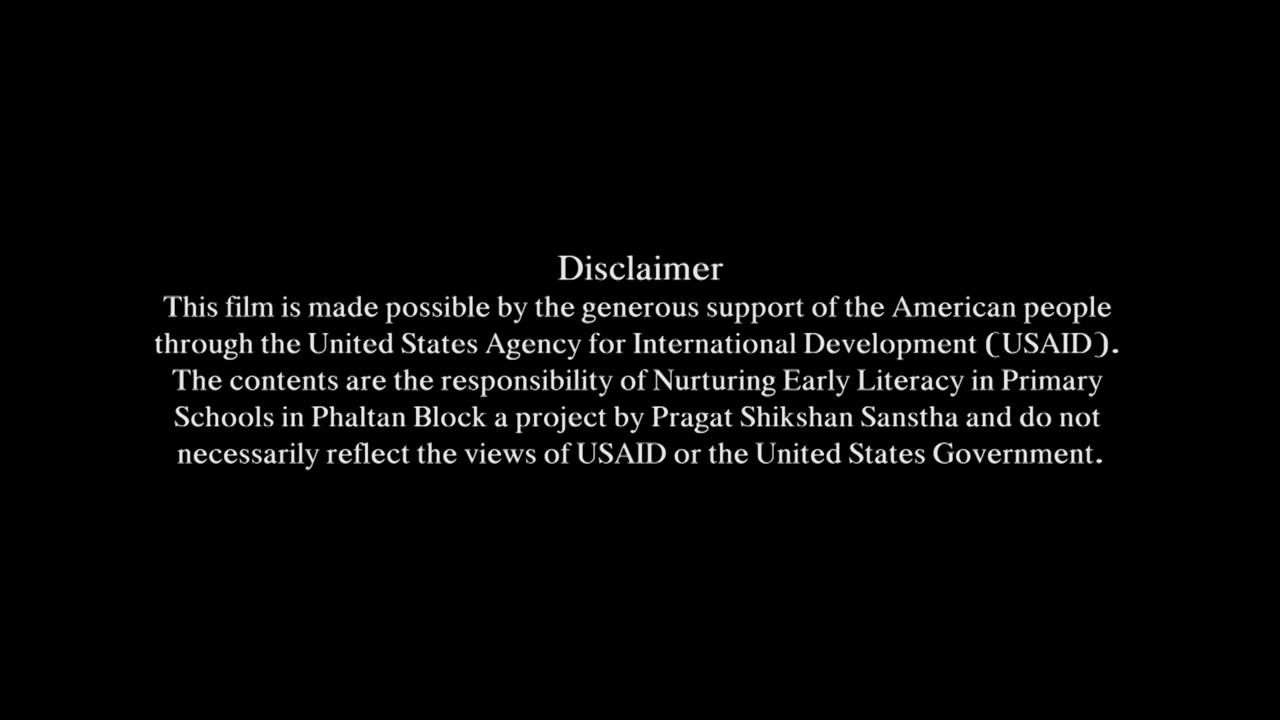 Disclaimer
This film is made possible by the generous support of the American people
through the United States Agency for International Development (USAID).
The contents are the responsibility of Nurturing Early Literacy in Primary
Schools in Phaltan Block a project by Pragat Shikshan Sanstha and do not
necessarily reflect the views of USAID or the United States Government.